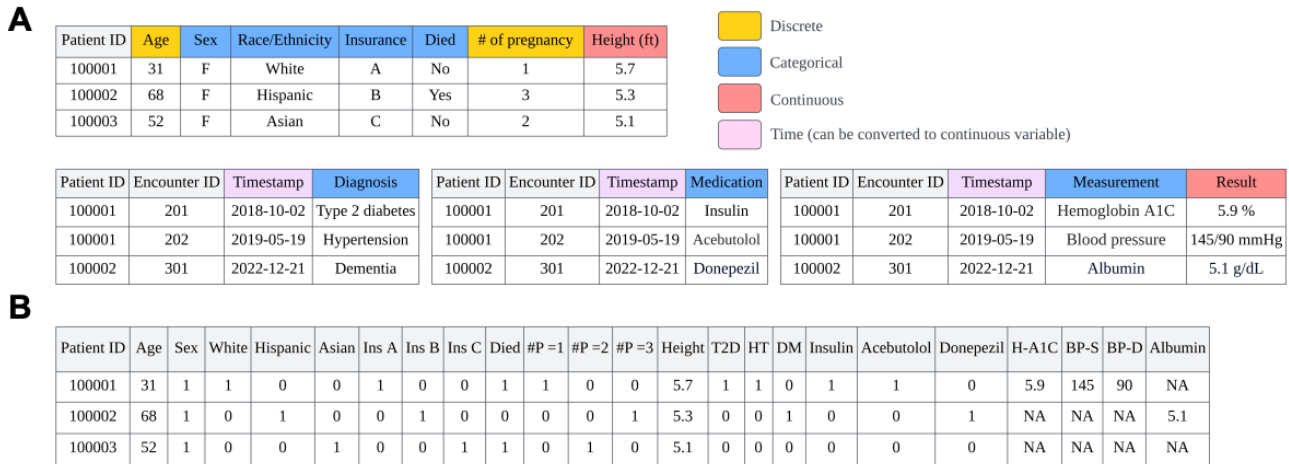 A
Patient ID Age Sex Race/Ethnicity Insurance Died # of pregnancy Height (ft)
100001 31 F White A No 1 5.7
100002 68 F Hispanic B Yes 3 5.3
100003 52 F Asian C No 2 5.1
Discrete
Categorical
Continuous
Time (can be converted to continuous variable)
Patient ID Encounter ID Timestamp Diagnosis
100001 201 2018-10-02 Type 2 diabetes
100001 202 2019-05-19 Hypertension
100002 301 2022-12-21 Dementia
Patient ID Encounter ID Timestamp Medication
100001 201 2018-10-02 Insulin
100001 202 2019-05-19 Acebutolol
100002 301 2022-12-21 Donepezil
Patient ID Encounter ID Timestamp Measurement Result
100001 201 2018-10-02 Hemoglobin A1C 5.9 %
100001 202 2019-05-19 Blood pressure 145/90 mmHg
100002 301 2022-12-21 Albumin 5.1 g/dL
B
Patient ID Age Sex White Hispanic Asian Ins A Ins B Ins C Died #P =1 #P =2 #P =3 Height T2D HT DM Insulin Acebutolol Donepezil H-A1C BP-S BP-D Albumin
100001 31 1 1 0 0 1 0 0 1 1 0 0 5.7 1 1 0 1 1 0 5.9 145 90 NA
100002 68 1 0 1 0 0 1 0 0 0 0 1 5.3 0 0 1 0 0 1 NA NA NA 5.1
100003 52 1 0 0 1 0 0 1 1 0 1 0 5.1 0 0 0 0 0 0 NA NA NA NA